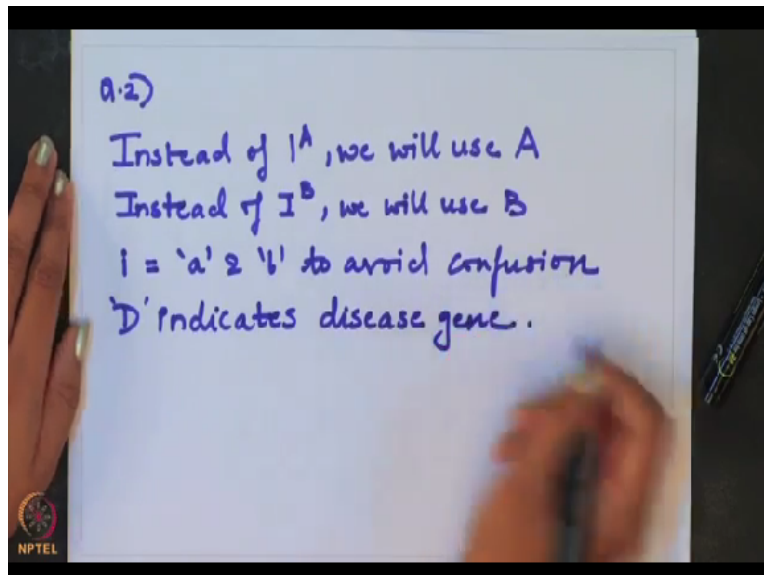 Q.2)
Instead of I^A, we will use A
Instead of I^B, we will use B
i = 'a' & 'b' to avoid confusion
'D' indicates disease gene.
NPTEL